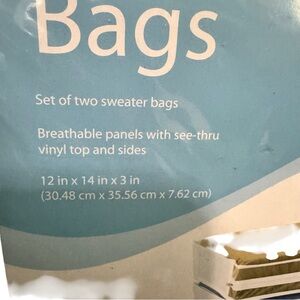 Bags
Set of two sweater bags
Breathable panels with see-thru
vinyl top and sides
12 in x 14 in x 3 in
(30.48 cm x 35.56 cm x 7.62 cm)